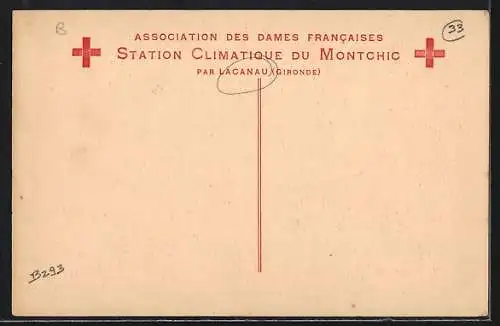 B
33
ASSOCIATION DES DAMES FRANÇAISES
STATION CLIMATIQUE DU MONTCHIC
PAR LACANAU (GIRONDE)
B293